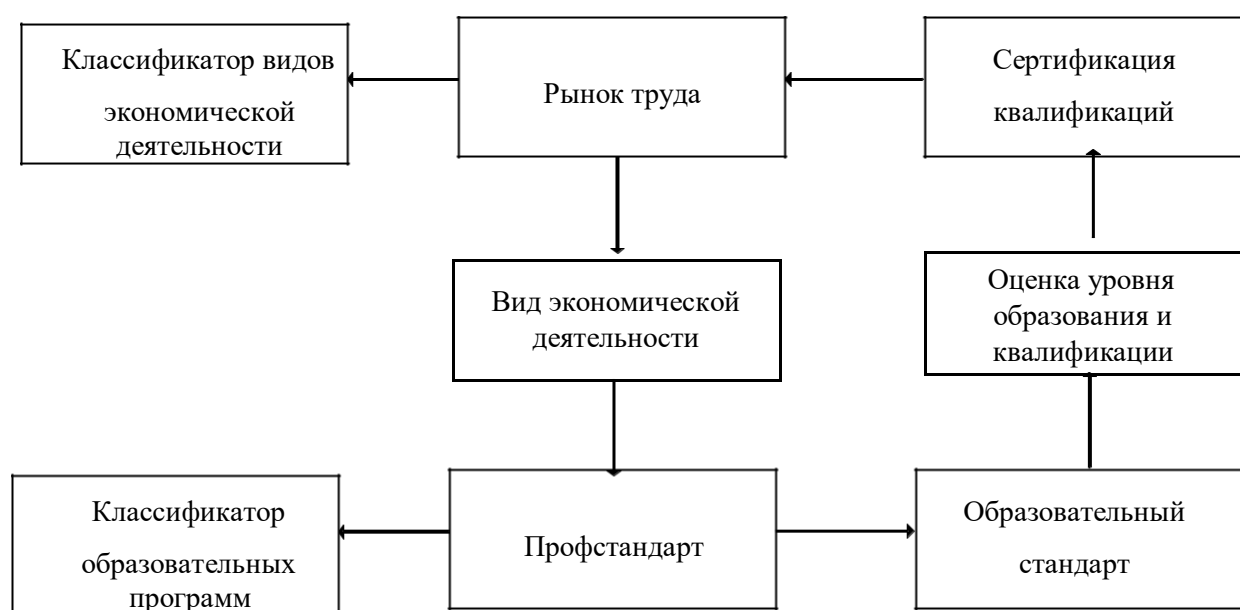 Классификатор видов
экономической
деятельности
Рынок труда
Сертификация
квалификаций
Вид экономической
деятельности
Оценка уровня
образования и
квалификации
Классификатор
образовательных
программ
Профстандарт
Образовательный
стандарт